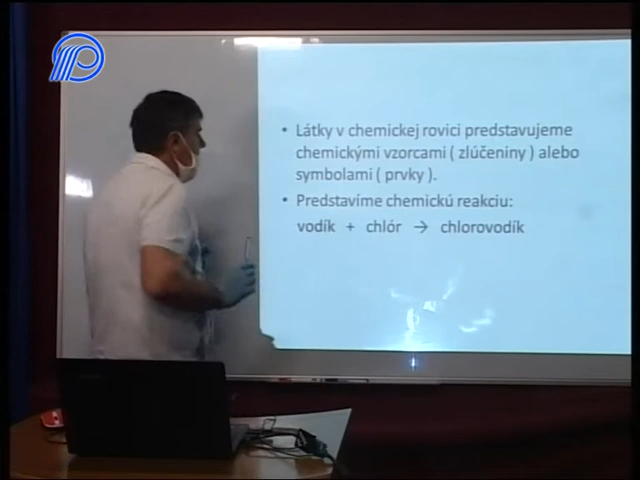 • Látky v chemickej rovici predstavujeme
chemickými vzorcami ( zlúčeniny ) alebo
symbolami ( prvky ).
• Predstavíme chemickú reakciu:
vodík + chlór → chlorovodík